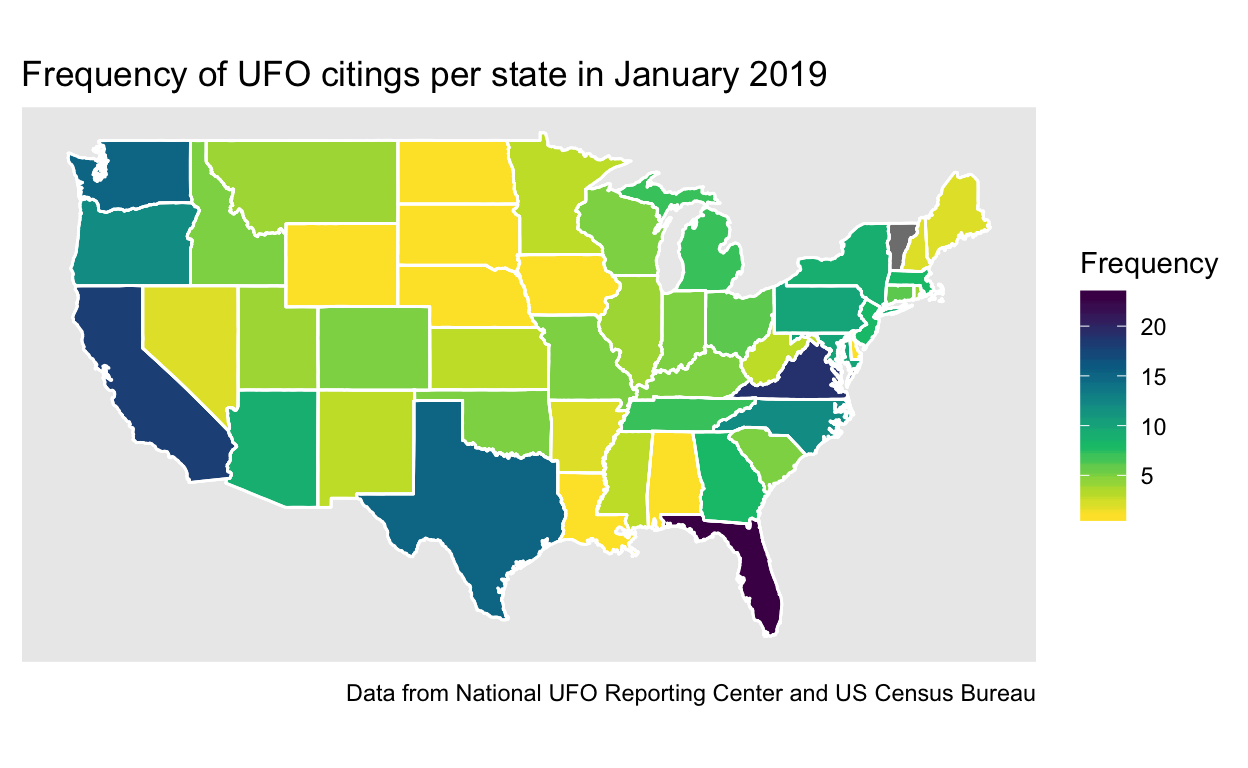 Frequency of UFO citings per state in January 2019
Frequency
20
15
10
5
Data from National UFO Reporting Center and US Census Bureau